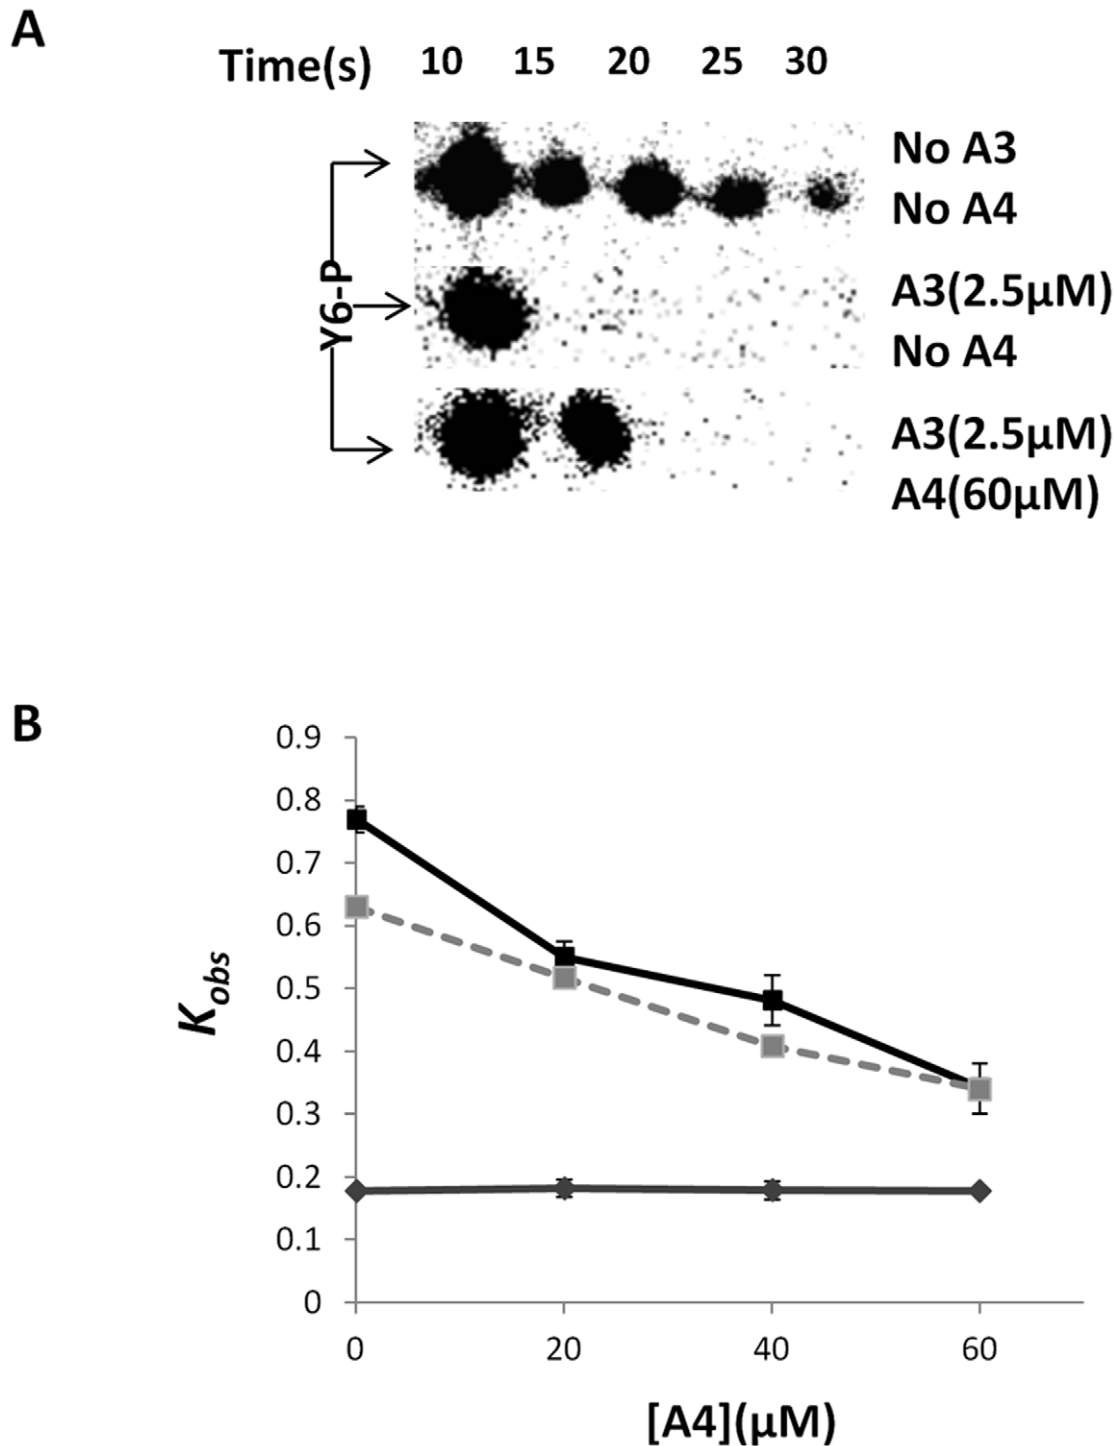 A
Time(s) 10 15 20 25 30
No A3
No A4
Y6-P
A3(2.5µM)
No A4
A3(2.5µM)
A4(60µM)
B
0.9
0.8
0.7
0.6
0.5
0.4
0.3
0.2
0.1
0
Kobs
0 20 40 60
[A4](µM)